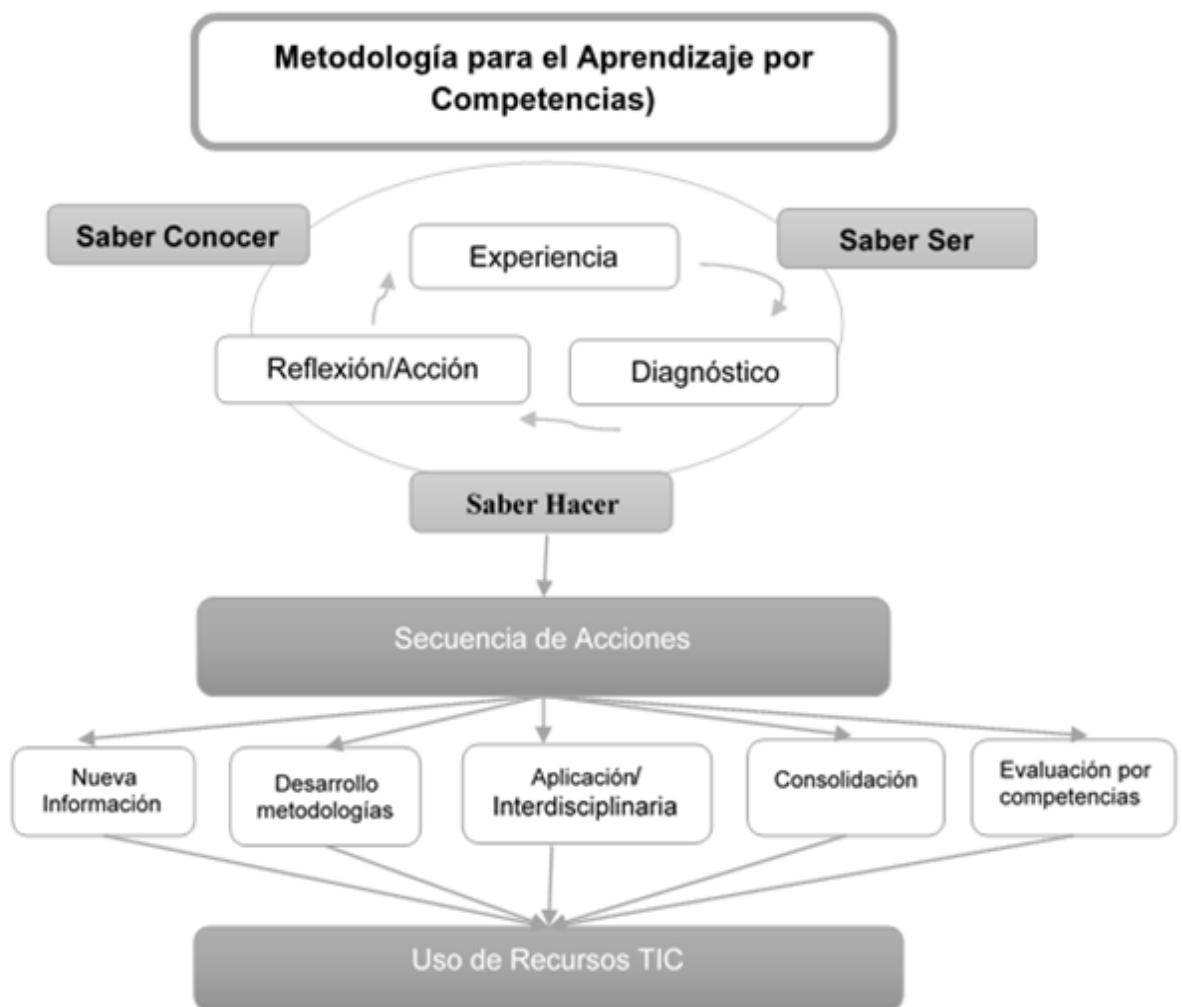 Metodología para el Aprendizaje por
Competencias)
Saber Conocer
Saber Ser
Experiencia
Reflexión/Acción
Diagnóstico
Saber Hacer
Secuencia de Acciones
Nueva
Información
Desarrollo
metodologías
Aplicación/
Interdisciplinaria
Consolidación
Evaluación por
competencias
Uso de Recursos TIC